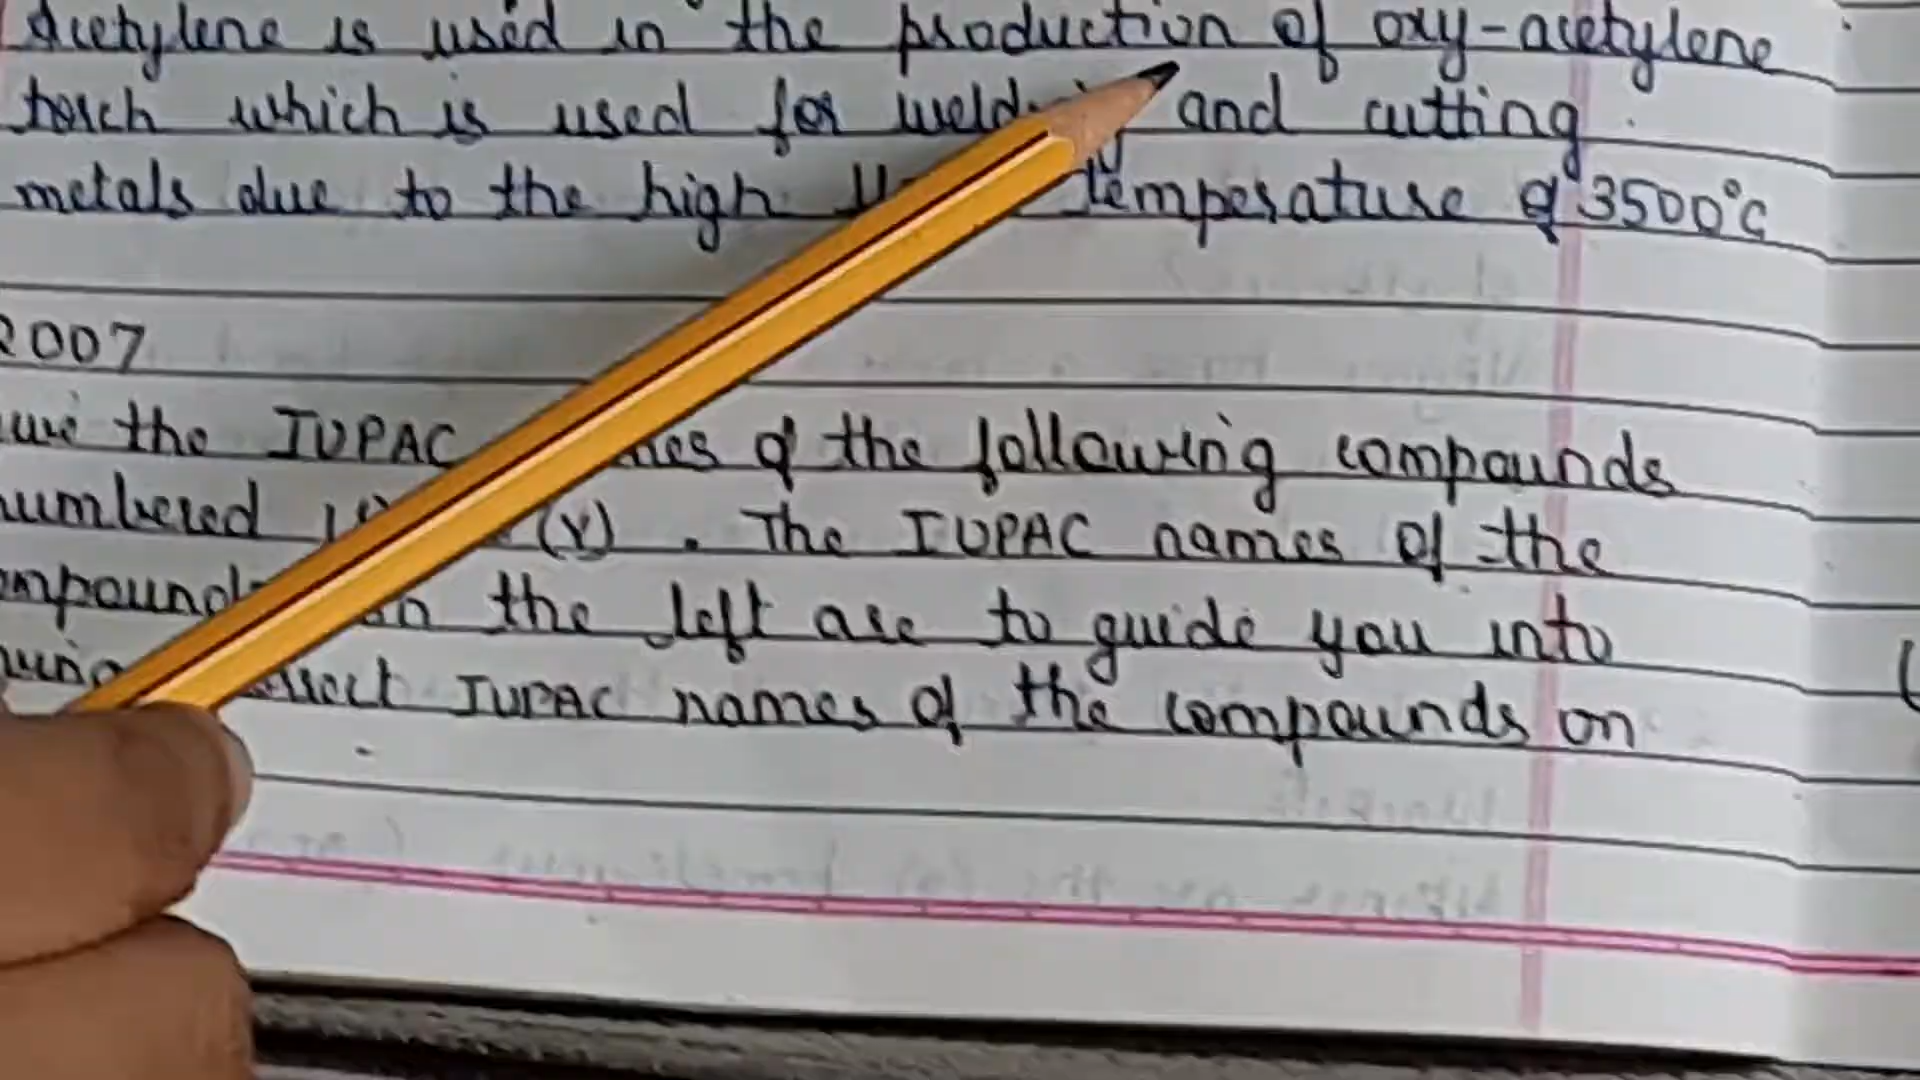 Acetylene is used in the production of oxy-acetylene
torch which is used for and cutting
metals due to the high temperature of 3500°C
2007
the IUPAC of the following compounds
(V). The IUPAC names of the
the left are to guide you into
IUPAC names of the compounds on